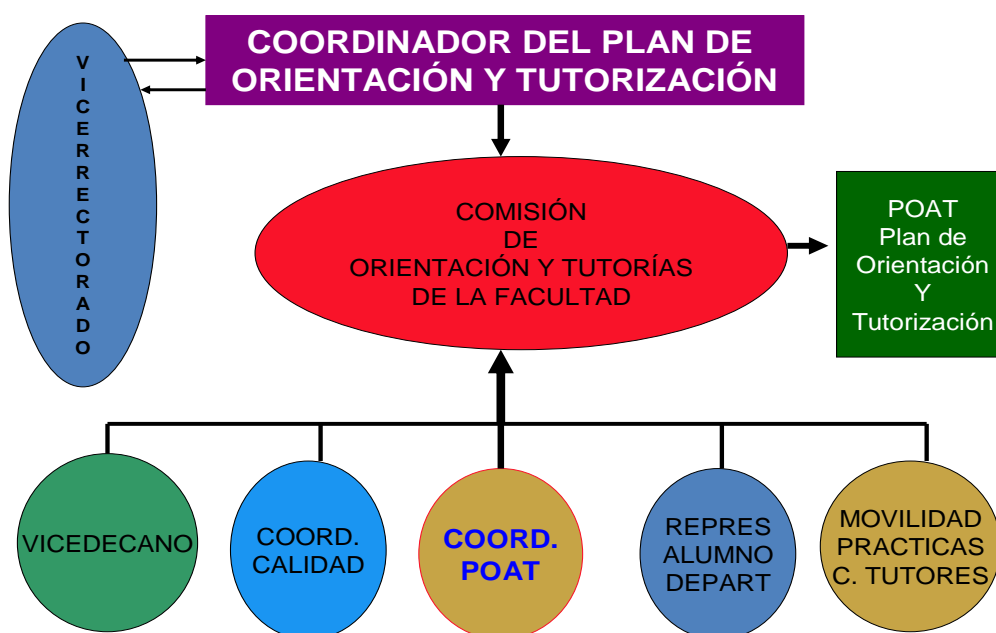 VICERRECTORADO
COORDINADOR DEL PLAN DE
ORIENTACIÓN Y TUTORIZACIÓN
COMISIÓN
DE
ORIENTACIÓN Y TUTORÍAS
DE LA FACULTAD
POAT
Plan de
Orientación
Y
Tutorización
VICEDECANO
COORD.
CALIDAD
COORD.
POAT
REPRES
ALUMNO
DEPART
MOVILIDAD
PRACTICAS
C. TUTORES